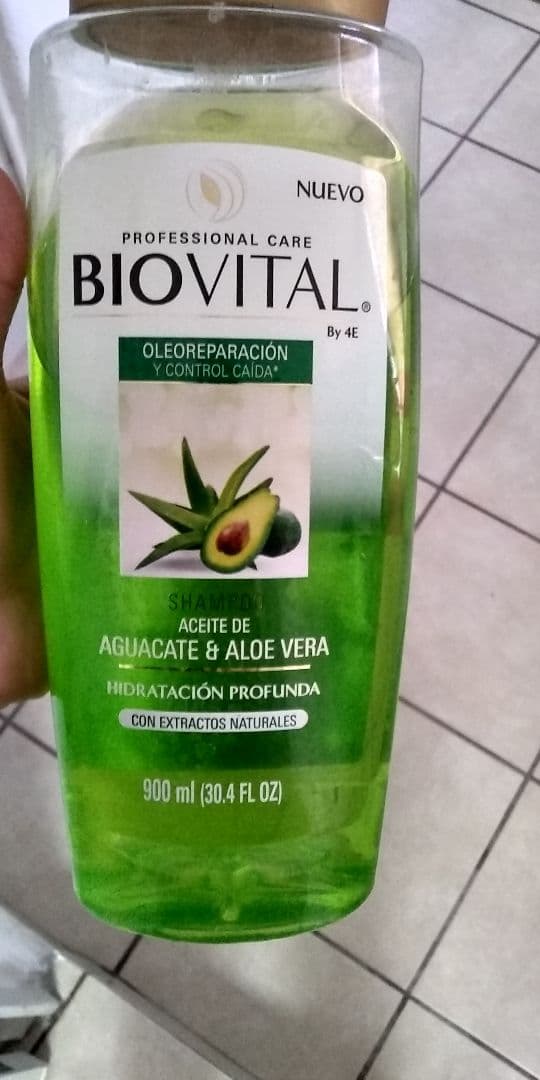 NUEVO
PROFESSIONAL CARE
BIOVITAL®
By 4E
OLEOREPARACIÓN
Y CONTROL CAÍDA*
SHAMPOO
ACEITE DE
AGUACATE & ALOE VERA
HIDRATACIÓN PROFUNDA
CON EXTRACTOS NATURALES
900 ml (30.4 FL OZ)